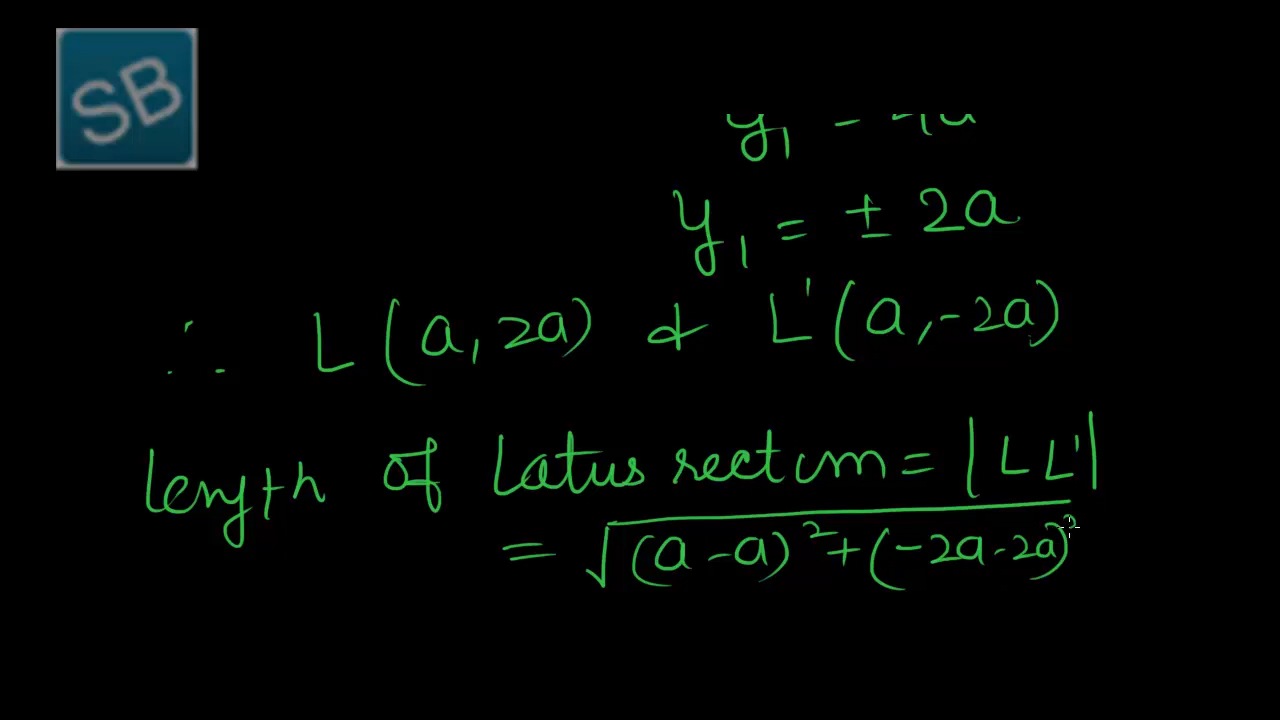 SB
y₁ = ± 2a
∴ L(a, 2a) & L'(a, -2a)
length of Latus rectum = |LL'|
= √((a - a)² + (-2a - 2a)²)